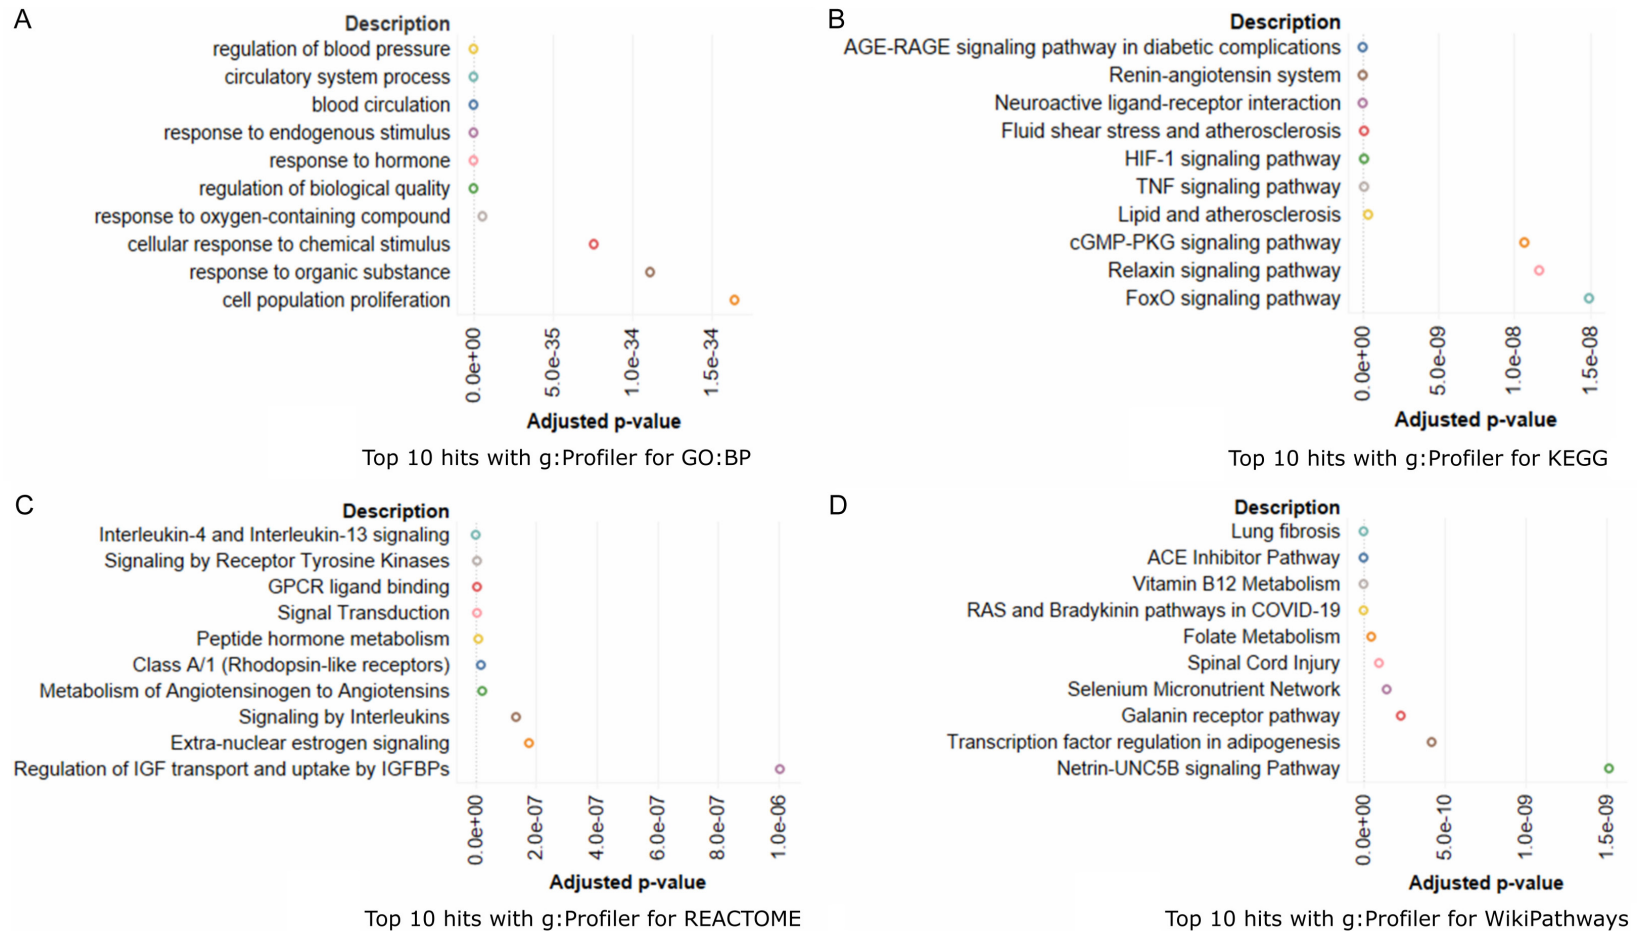 A
Description
regulation of blood pressure
circulatory system process
blood circulation
response to endogenous stimulus
response to hormone
regulation of biological quality
response to oxygen-containing compound
cellular response to chemical stimulus
response to organic substance
cell population proliferation
0.0e+00
5.0e-35
1.0e-34
1.5e-34
Adjusted p-value
Top 10 hits with g:Profiler for GO:BP
B
Description
AGE-RAGE signaling pathway in diabetic complications
Renin-angiotensin system
Neuroactive ligand-receptor interaction
Fluid shear stress and atherosclerosis
HIF-1 signaling pathway
TNF signaling pathway
Lipid and atherosclerosis
cGMP-PKG signaling pathway
Relaxin signaling pathway
FoxO signaling pathway
0.0e+00
5.0e-09
1.0e-08
1.5e-08
Adjusted p-value
Top 10 hits with g:Profiler for KEGG
C
Description
Interleukin-4 and Interleukin-13 signaling
Signaling by Receptor Tyrosine Kinases
GPCR ligand binding
Signal Transduction
Peptide hormone metabolism
Class A/1 (Rhodopsin-like receptors)
Metabolism of Angiotensinogen to Angiotensins
Signaling by Interleukins
Extra-nuclear estrogen signaling
Regulation of IGF transport and uptake by IGFBPs
0.0e+00
2.0e-07
4.0e-07
6.0e-07
8.0e-07
1.0e-06
Adjusted p-value
Top 10 hits with g:Profiler for REACTOME
D
Description
Lung fibrosis
ACE Inhibitor Pathway
Vitamin B12 Metabolism
RAS and Bradykinin pathways in COVID-19
Folate Metabolism
Spinal Cord Injury
Selenium Micronutrient Network
Galanin receptor pathway
Transcription factor regulation in adipogenesis
Netrin-UNC5B signaling Pathway
0.0e+00
5.0e-10
1.0e-09
1.5e-09
Adjusted p-value
Top 10 hits with g:Profiler for WikiPathways